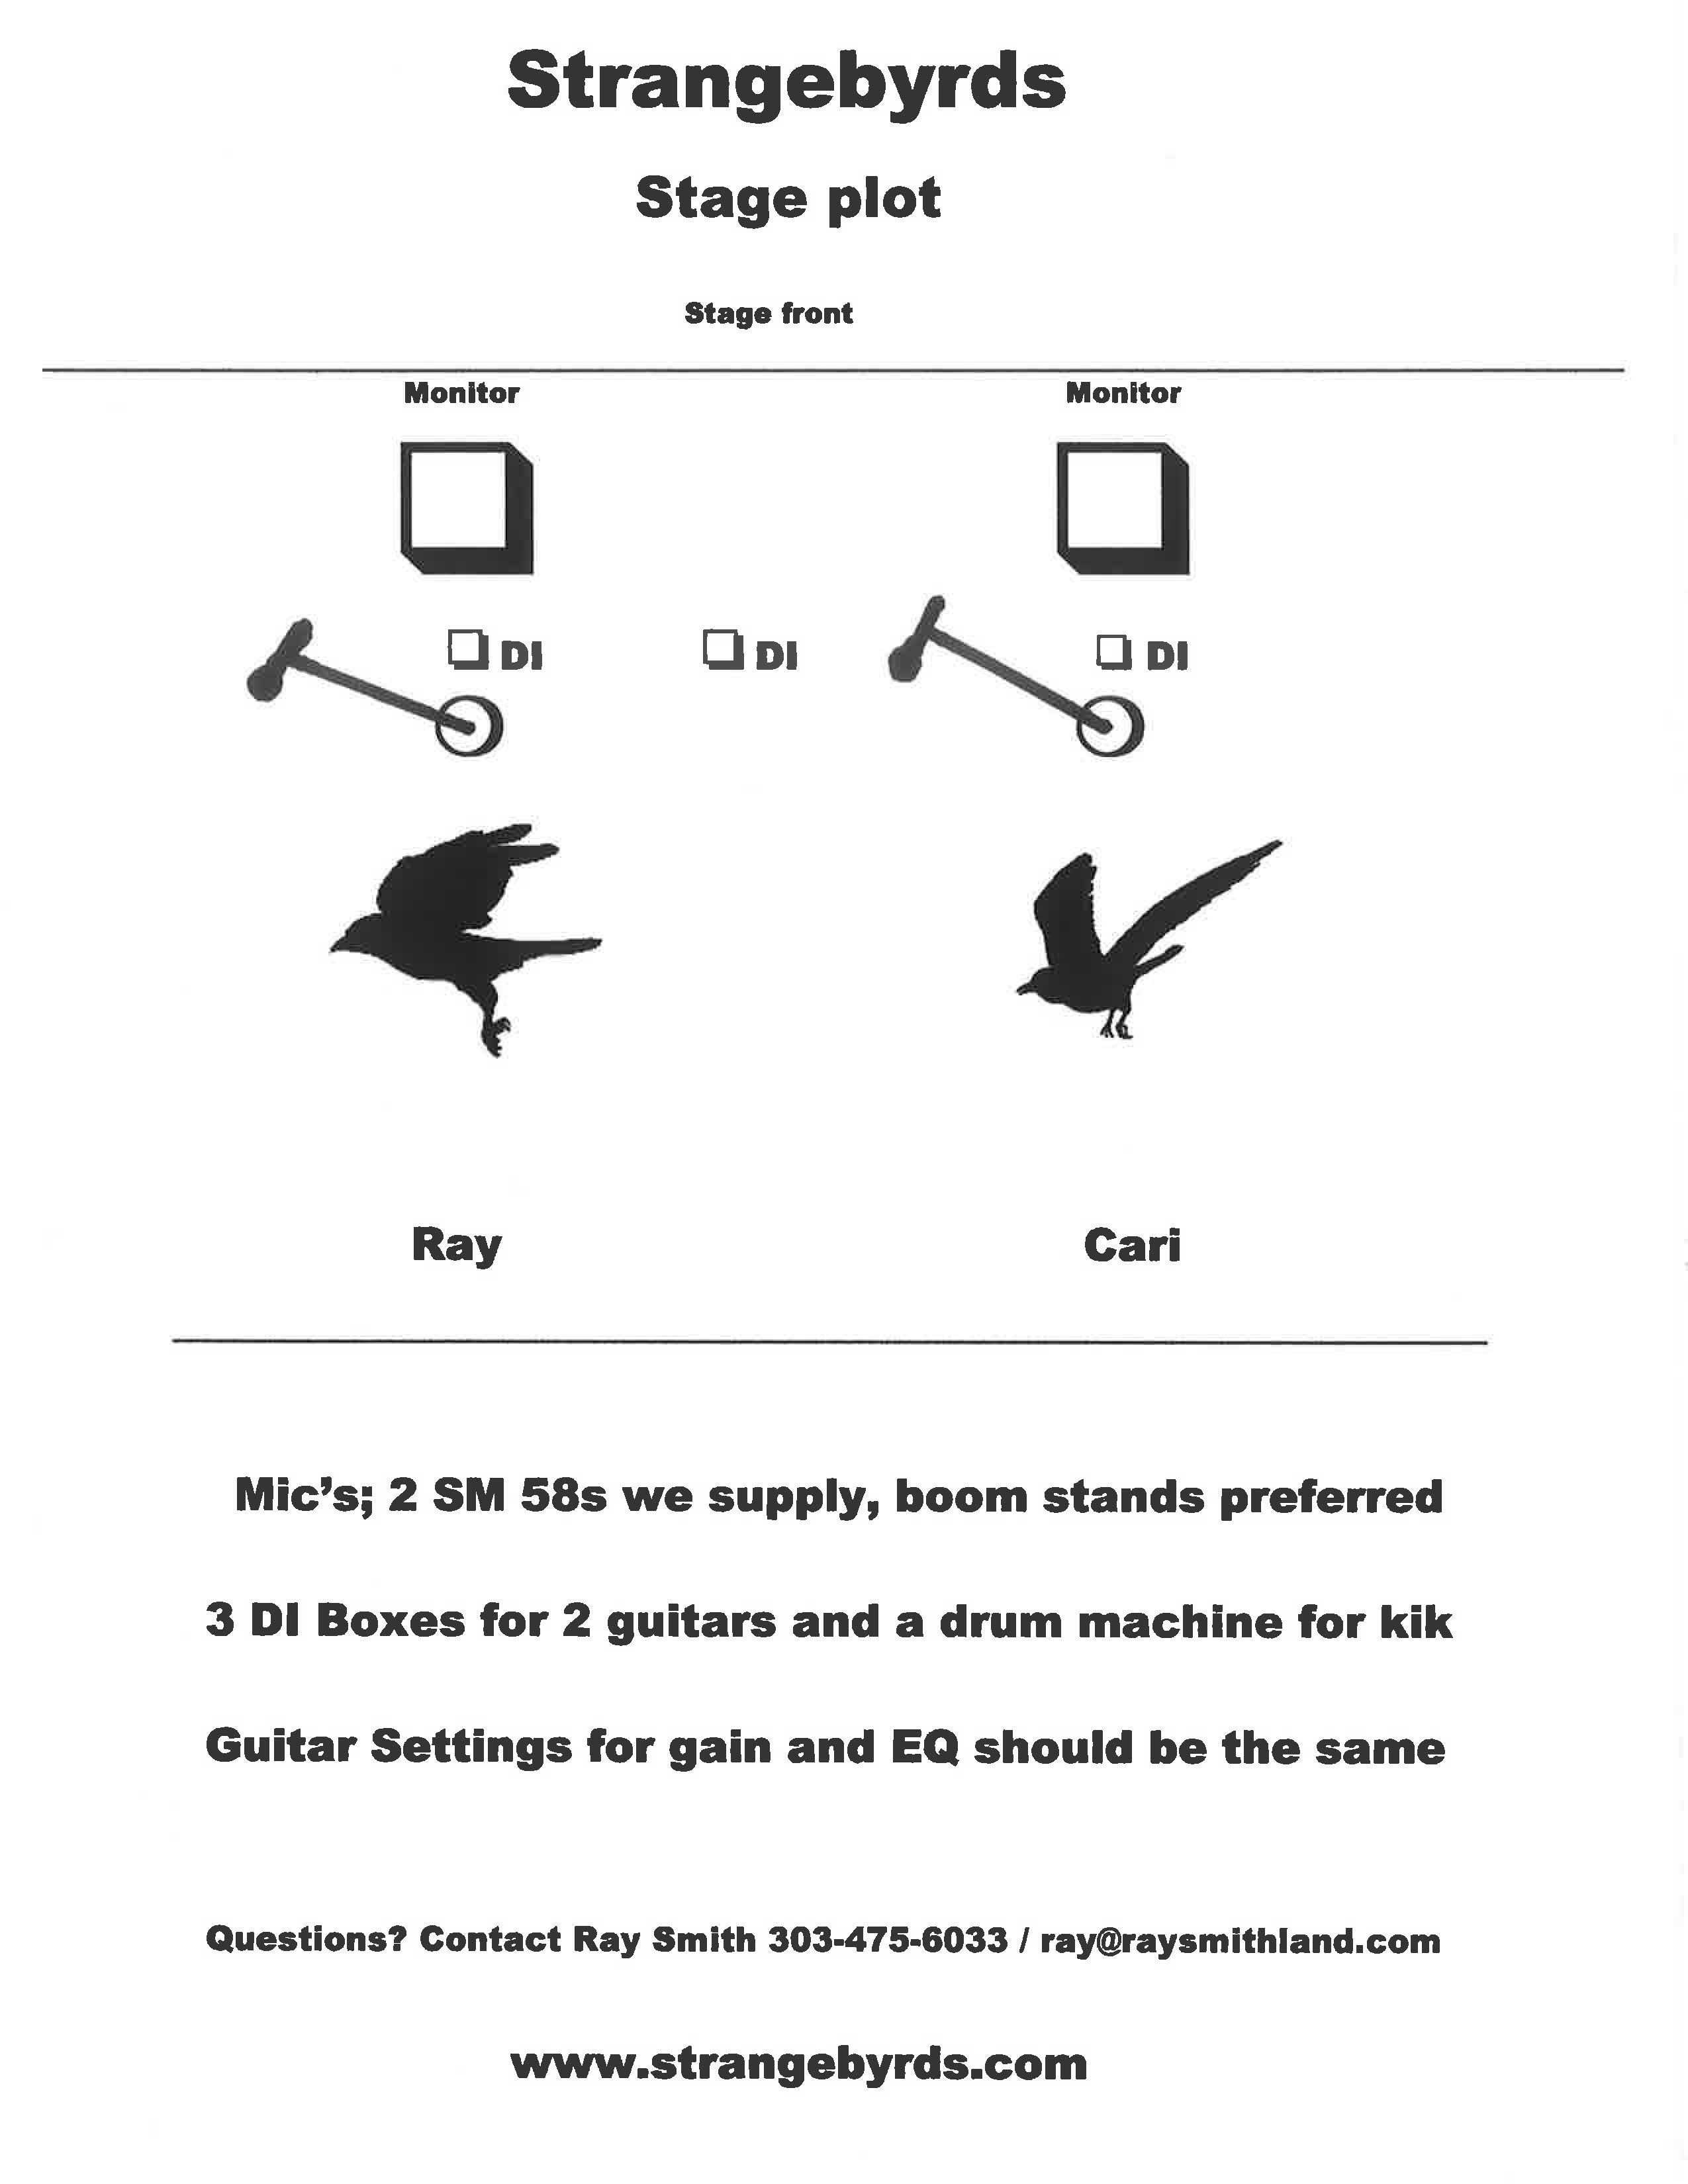 Strangebyrds
Stage plot
Stage front
Monitor Monitor
DI DI DI
Ray Cari
Mic's; 2 SM 58s we supply, boom stands preferred
3 DI Boxes for 2 guitars and a drum machine for kik
Guitar Settings for gain and EQ should be the same
Questions? Contact Ray Smith 303-475-6033 / ray@raysmithland.com
www.strangebyrds.com